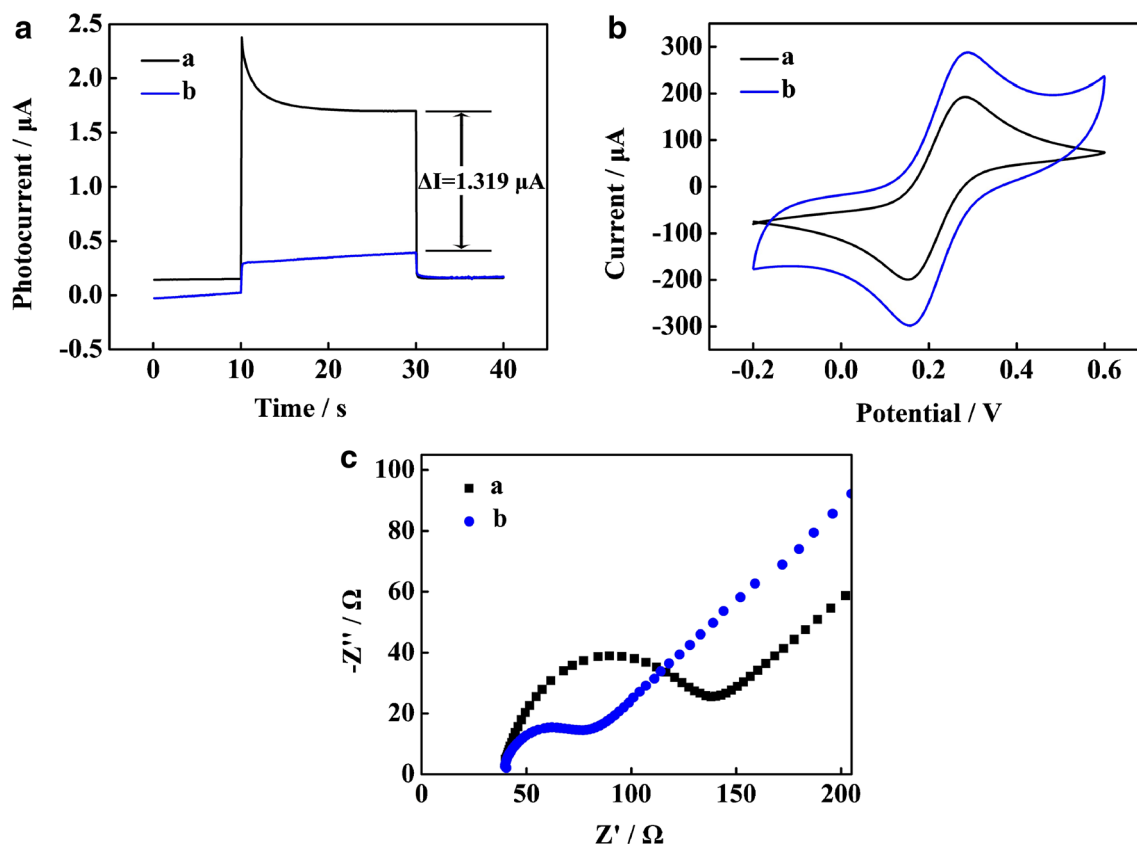 a
2.5
2.0
1.5
1.0
0.5
0.0
-0.5
a
b
ΔI=1.319 μA
0
10
20
30
40
Time / s
Photocurrent / μA
b
300
200
100
0
-100
-200
-300
a
b
-0.2
0.0
0.2
0.4
0.6
Potential / V
Current / μA
c
100
80
60
40
20
0
a
b
50
100
150
200
Z' / Ω
-Z'' / Ω